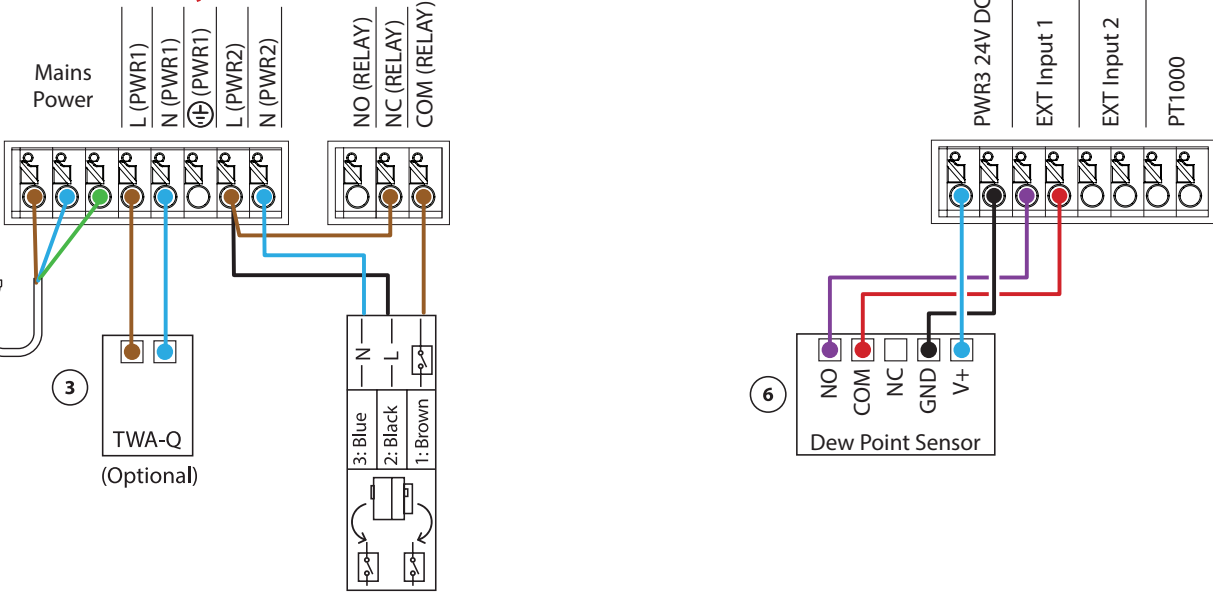 Mains
Power
L (PWR1)
N (PWR1)
(PWR1)
L (PWR2)
N (PWR2)
NO (RELAY)
NC (RELAY)
COM (RELAY)
PWR3 24V DC
EXT Input 1
EXT Input 2
PT1000
3
TWA-Q
(Optional)
N
L
3: Blue
2: Black
1: Brown
6
NO
COM
NC
GND
V+
Dew Point Sensor